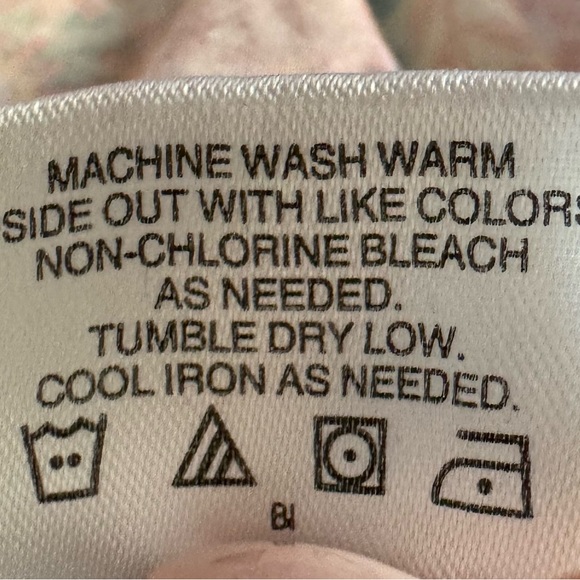 MACHINE WASH WARM
SIDE OUT WITH LIKE COLORS
NON-CHLORINE BLEACH
AS NEEDED.
TUMBLE DRY LOW.
COOL IRON AS NEEDED.